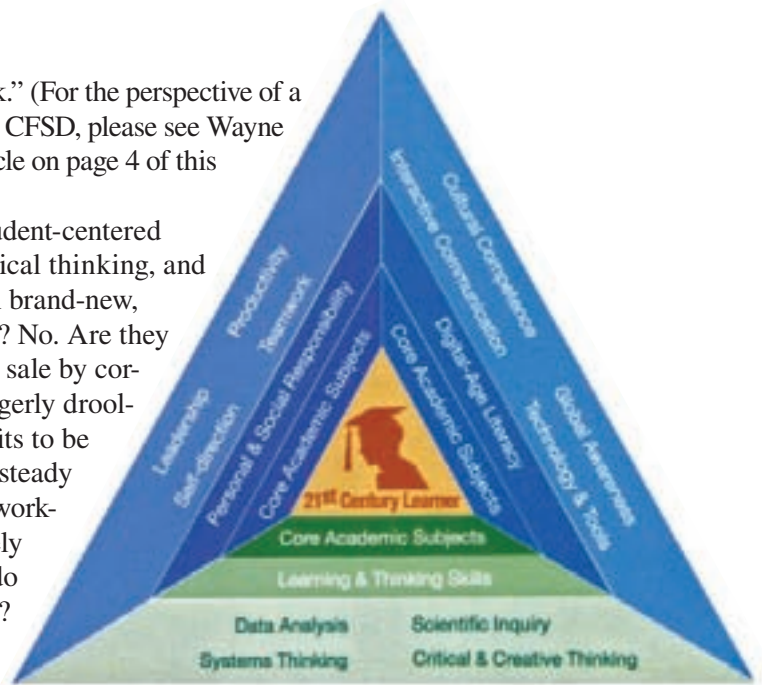 k.” (For the perspective of a
CFSD, please see Wayne
cle on page 4 of this
udent-centered
ical thinking, and
brand-new,
? No. Are they
sale by cor-
gerly drool-
its to be
steady
work-
ly
do
?
Productivity
Teamwork
Leadership
Self-direction
Personal & Social Responsibility
Core Academic Subjects
Cultural Competence
Interactive Communication
Global Awareness
Technology & Tools
Digital-Age Literacy
Core Academic Subjects
21st Century Learner
Core Academic Subjects
Learning & Thinking Skills
Data Analysis Scientific Inquiry
Systems Thinking Critical & Creative Thinking